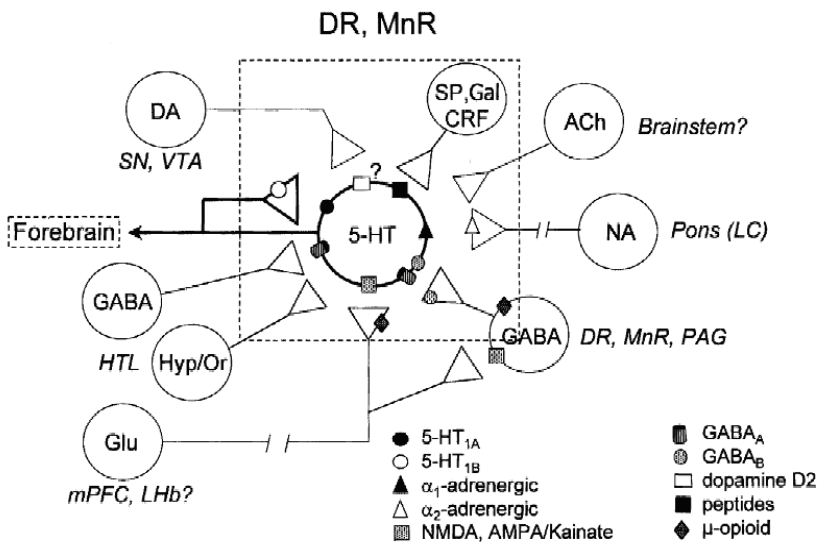 DR, MnR
DA
SN, VTA
SP,Gal
CRF
ACh
Brainstem?
?
Forebrain
5-HT
NA
Pons (LC)
GABA
HTL
Hyp/Or
GABA
DR, MnR, PAG
Glu
mPFC, LHb?
5-HT1A
5-HT1B
α1-adrenergic
α2-adrenergic
NMDA, AMPA/Kainate
GABAA
GABAB
dopamine D2
peptides
μ-opioid